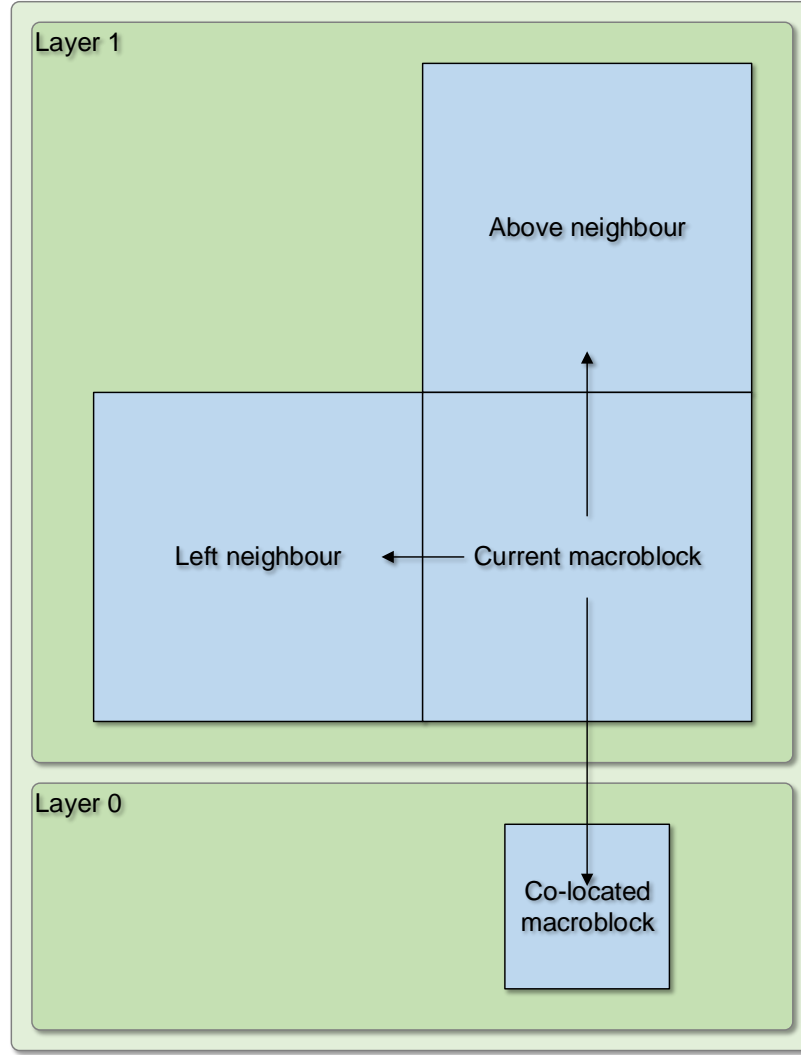 Layer 1
Above neighbour
Left neighbour
Current macroblock
Layer 0
Co-located
macroblock